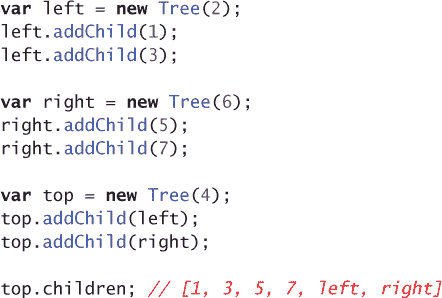 var left = new Tree(2);
left.addChild(1);
left.addChild(3);

var right = new Tree(6);
right.addChild(5);
right.addChild(7);

var top = new Tree(4);
top.addChild(left);
top.addChild(right);

top.children; // [1, 3, 5, 7, left, right]